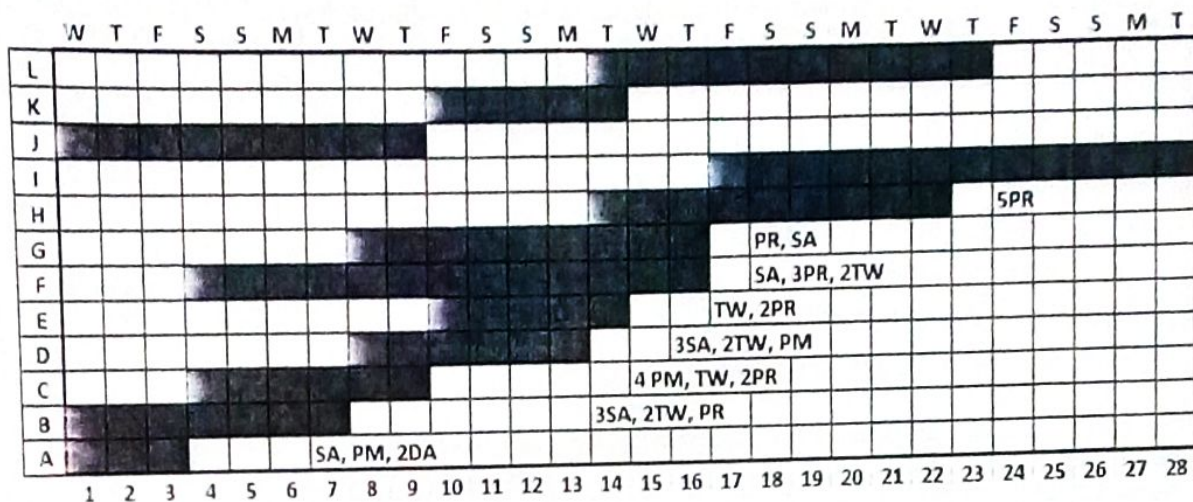 W T F S S M T W T F S S M T W T F S S M T W T F S S M T
L
K
J
I
H 5PR
G PR, SA
F SA, 3PR, 2TW
E TW, 2PR
D 3SA, 2TW, PM
C 4 PM, TW, 2PR
B 3SA, 2TW, PR
A SA, PM, 2DA
1 2 3 4 5 6 7 8 9 10 11 12 13 14 15 16 17 18 19 20 21 22 23 24 25 26 27 28